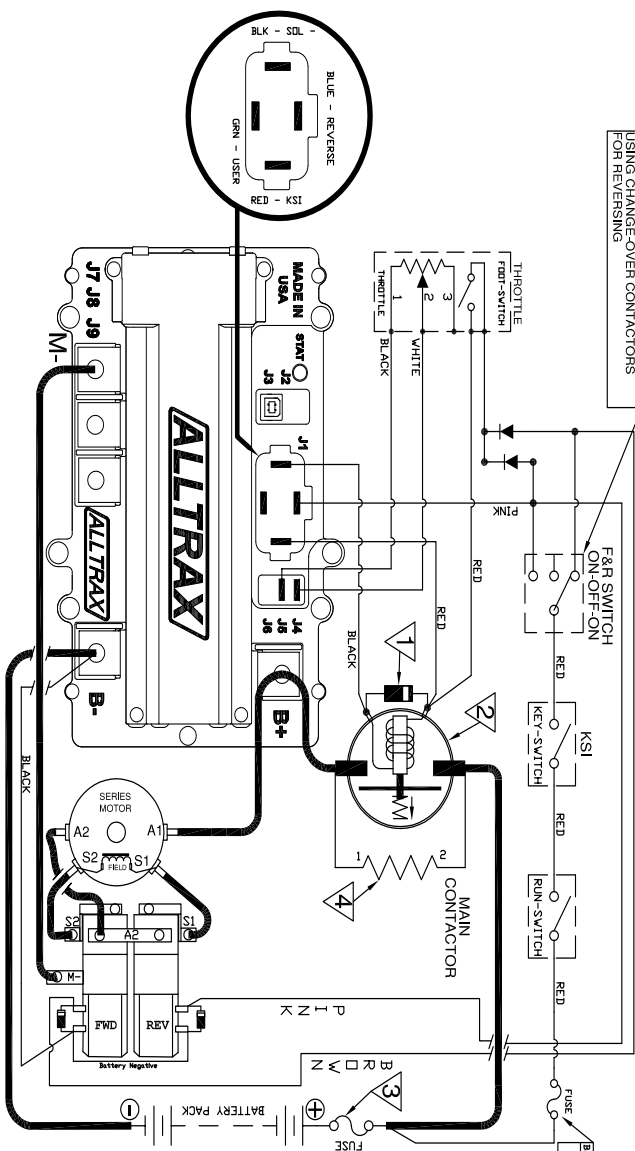 USING CHANGE-OVER CONTACTORS
FOR REVERSING
BLK - SOL -
BLUE - REVERSE
GRN - USER
RED - KSI
THROTTLE
FOOT-SWITCH
THROTTLE
1
2
3
BLACK
WHITE
PINK
RED
F&R SWITCH
ON-OFF-ON
RED
KSI
KEY-SWITCH
RED
RUN-SWITCH
RED
FUSE
B
MADE IN
USA
STAT
J2
J3
J1
J4
J5
J6
J7 J8 J9
M-
ALLTRAX
ALLTRAX
B-
B+
BLACK
RED
1
2
MAIN
CONTACTOR
1
2
4
BLACK
SERIES
MOTOR
A2
A1
S2
S1
FIELD
S2
A2
S1
M-
FWD
REV
Battery Negative
PINK
BROWN
BATTERY PACK
-
+
3
FUSE